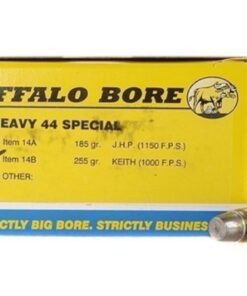 FFALO BORE
EAVY 44 SPECIAL
Item 14A 185 gr. J.H.P. (1150 F.P.S.)
Item 14B 255 gr. KEITH (1000 F.P.S.)
OTHER:
CTLY BIG BORE. STRICTLY BUSINES